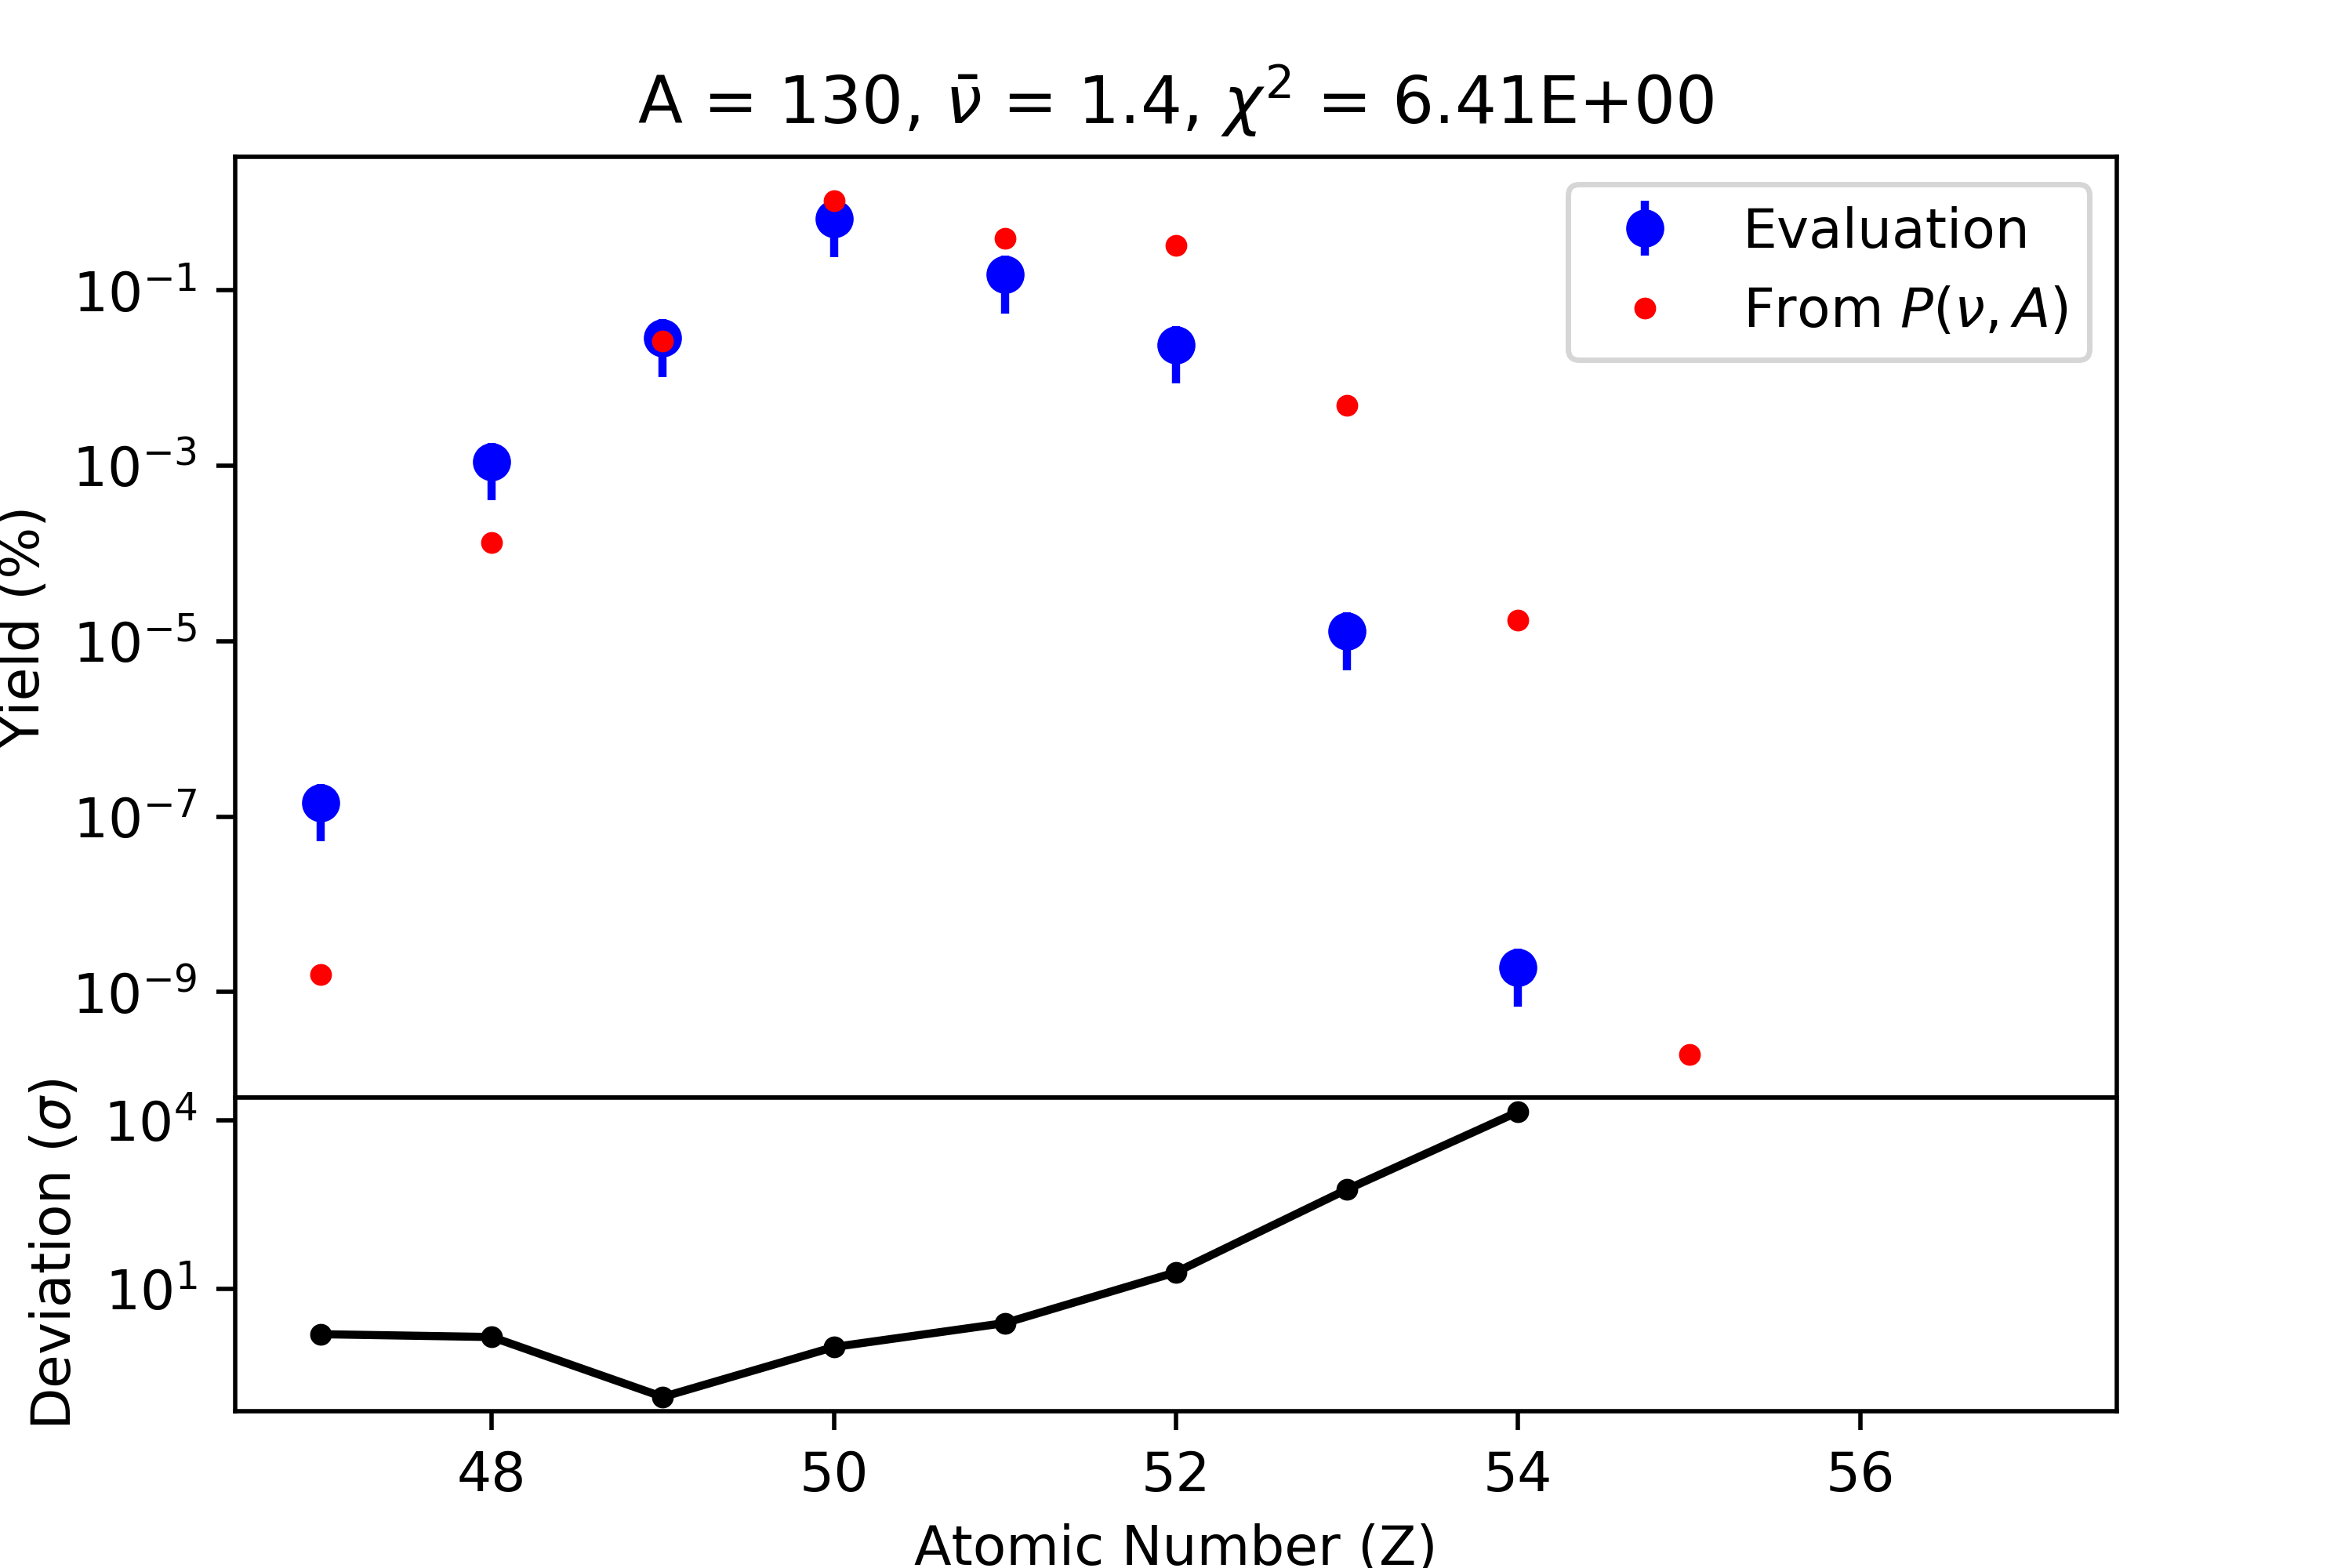 A = 130, ν̄ = 1.4, χ² = 6.41E+00
Evaluation
From P(ν, A)
Yield (%)
10⁻¹
10⁻³
10⁻⁵
10⁻⁷
10⁻⁹
Deviation (σ)
10⁴
10¹
48 50 52 54 56
Atomic Number (Z)